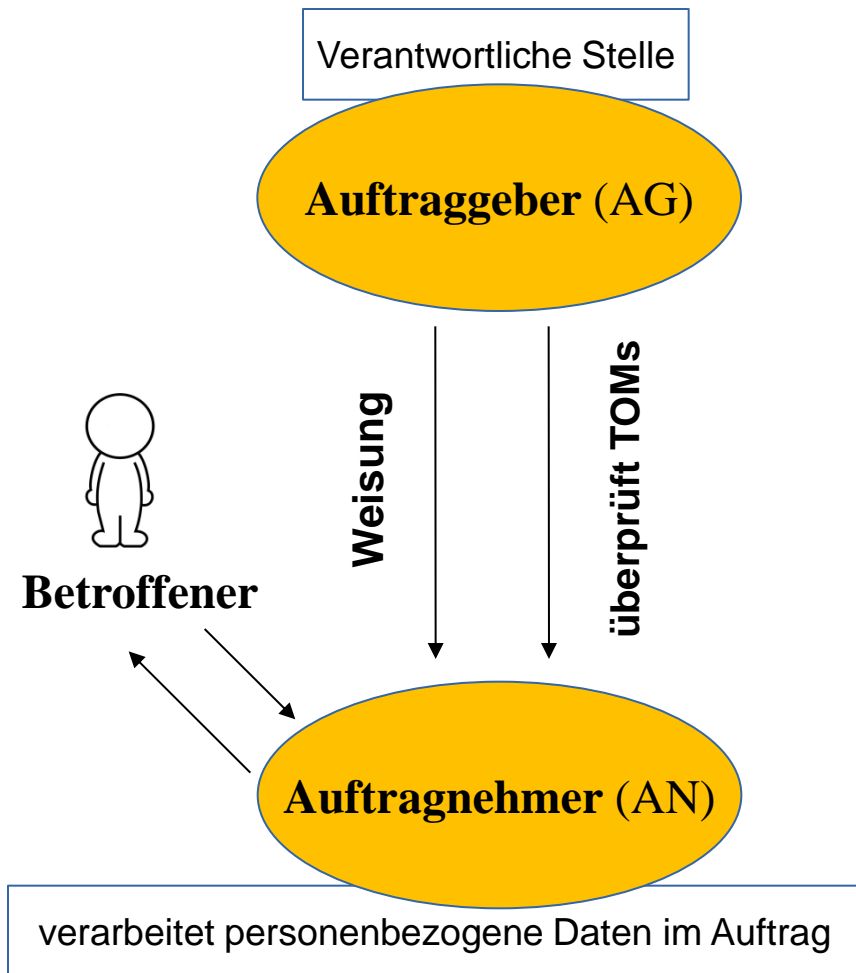 Verantwortliche Stelle
Auftraggeber (AG)
Weisung
überprüft TOMs
Betroffener
Auftragnehmer (AN)
verarbeitet personenbezogene Daten im Auftrag